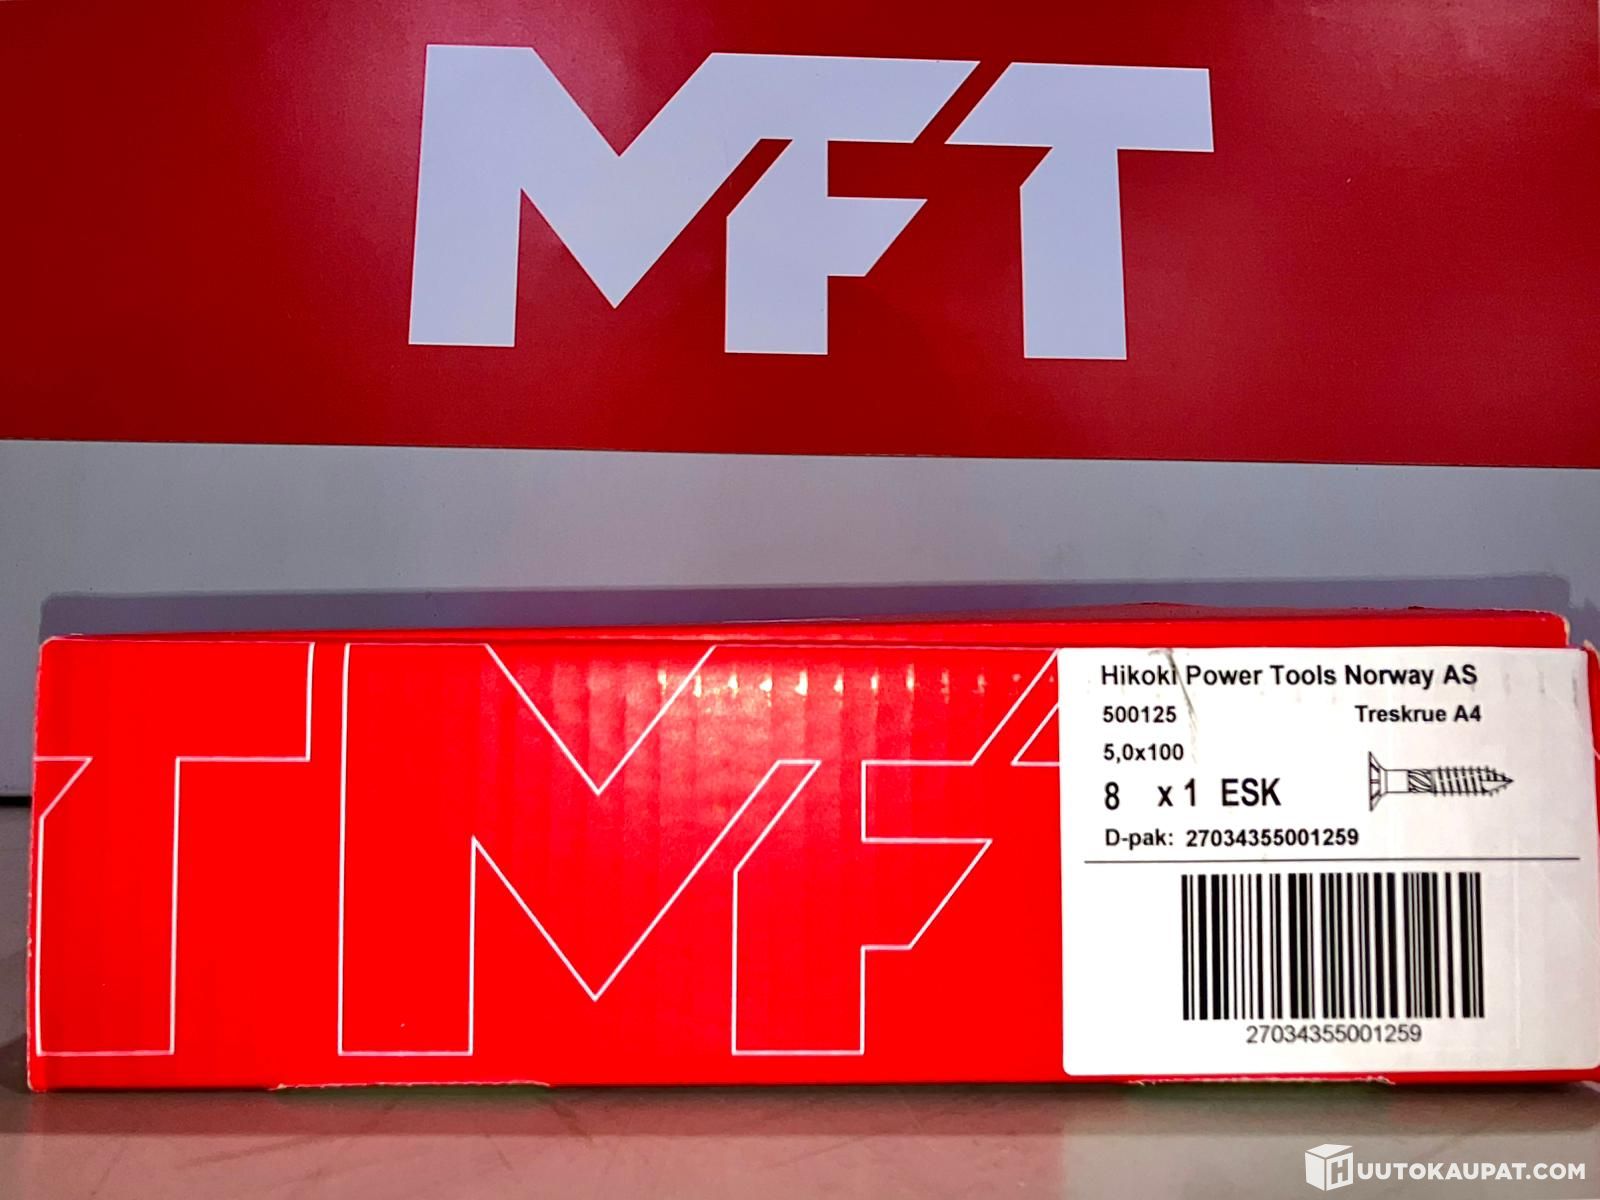 MFT
TMFT
Hikoki Power Tools Norway AS
500125 Treskrue A4
5,0x100
8 x 1 ESK
D-pak: 27034355001259
27034355001259
HUUTOKAUPAT.COM